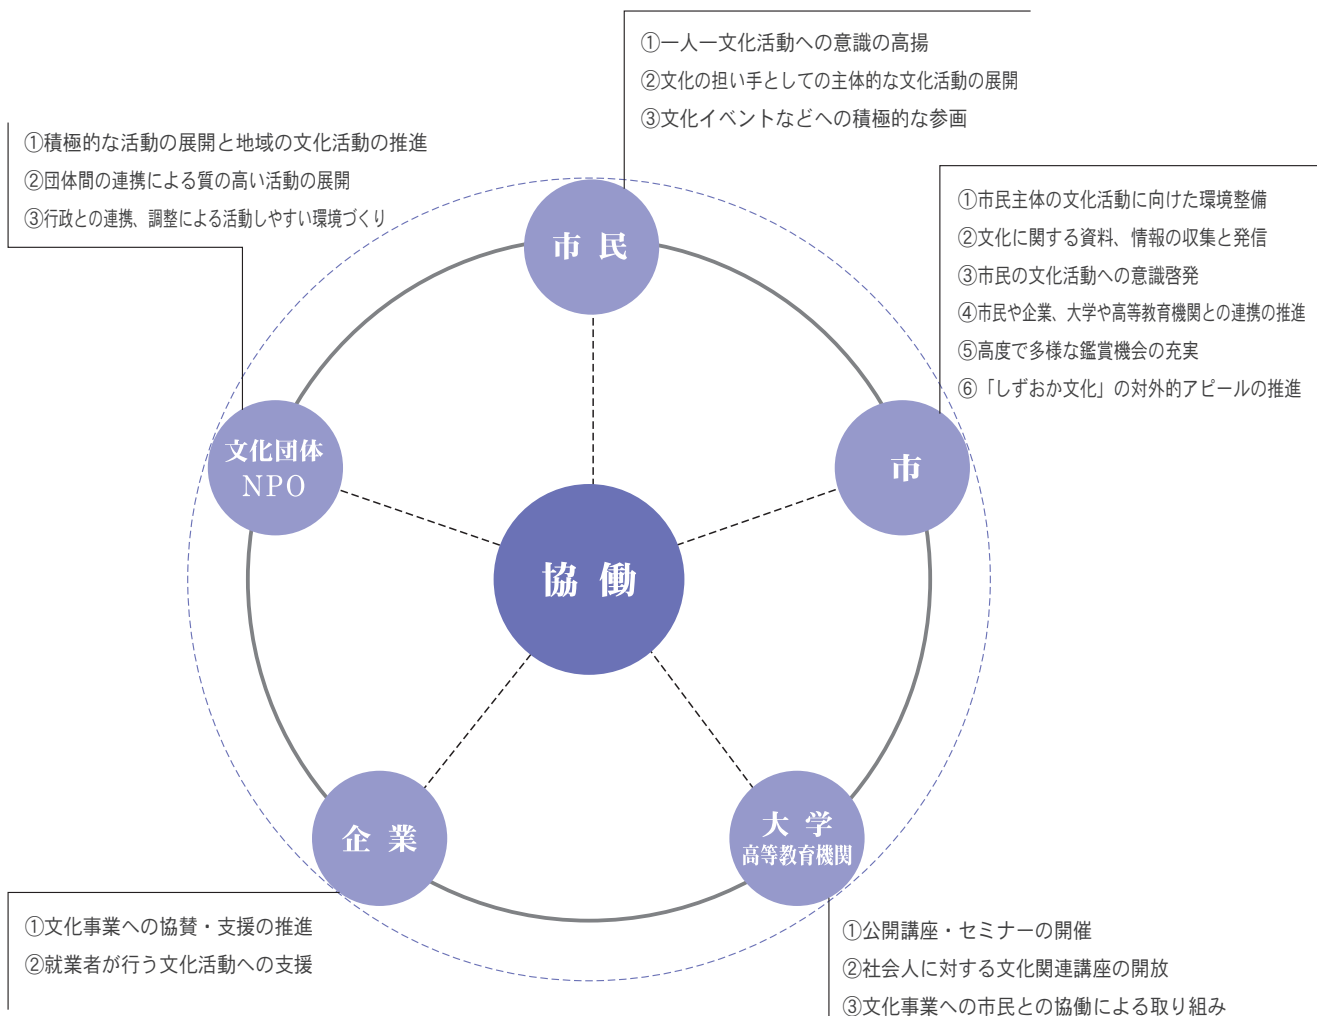 ①一人一文化活動への意識の高揚
②文化の担い手としての主体的な文化活動の展開
③文化イベントなどへの積極的な参画
①積極的な活動の展開と地域の文化活動の推進
②団体間の連携による質の高い活動の展開
③行政との連携、調整による活動しやすい環境づくり
①市民主体の文化活動に向けた環境整備
②文化に関する資料、情報の収集と発信
③市民の文化活動への意識啓発
④市民や企業、大学や高等教育機関との連携の推進
⑤高度で多様な鑑賞機会の充実
⑥「しずおか文化」の対外的アピールの推進
市 民
文化団体
NPO
市
協 働
企 業
大 学
高等教育機関
①文化事業への協賛・支援の推進
②就業者が行う文化活動への支援
①公開講座・セミナーの開催
②社会人に対する文化関連講座の開放
③文化事業への市民との協働による取り組み